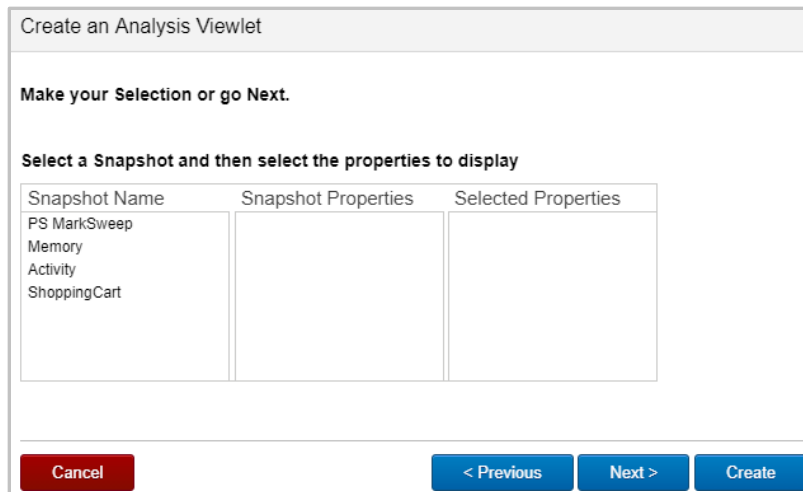 Create an Analysis Viewlet
Make your Selection or go Next.
Select a Snapshot and then select the properties to display
Snapshot Name Snapshot Properties Selected Properties
PS MarkSweep
Memory
Activity
ShoppingCart
Cancel < Previous Next > Create